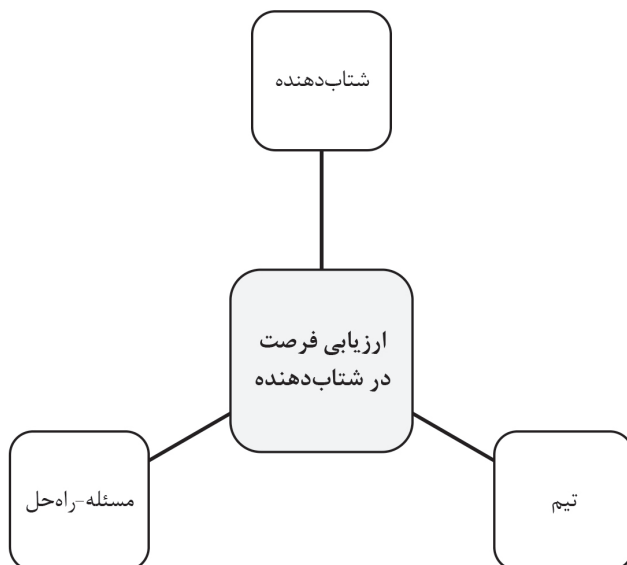 شتاب‌دهنده
ارزیابی فرصت
در شتاب‌دهنده
تیم
مسئله-راه‌حل